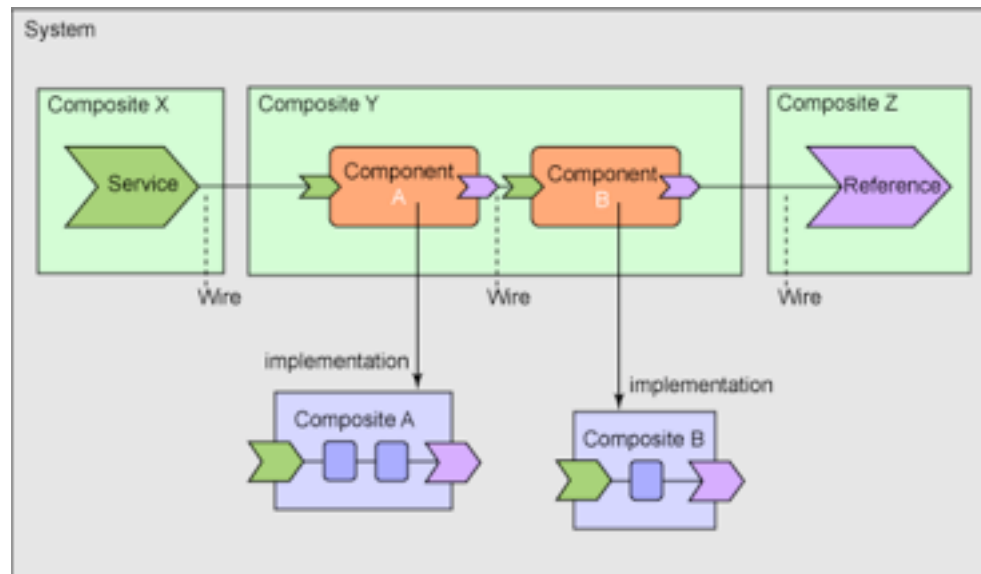 System
Composite X
Composite Y
Composite Z
Service
Component
A
Component
B
Reference
Wire
Wire
Wire
implementation
implementation
Composite A
Composite B